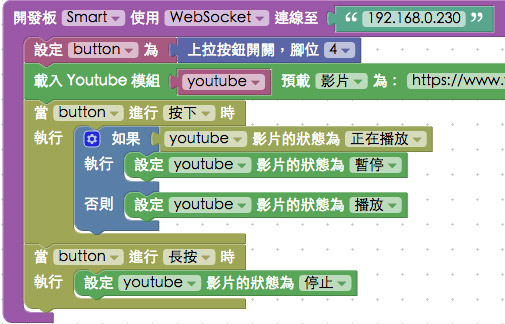 開發板 Smart 使用 WebSocket 連線至 “ 192.168.0.230 ”
設定 button 為 上拉按鈕開關,腳位 4
載入 Youtube 模組 youtube 預載 影片 為: https://www.
當 button 進行 按下 時
執行 如果 youtube 影片的狀態為 正在播放
執行 設定 youtube 影片的狀態為 暫停
否則 設定 youtube 影片的狀態為 播放
當 button 進行 長按 時
執行 設定 youtube 影片的狀態為 停止